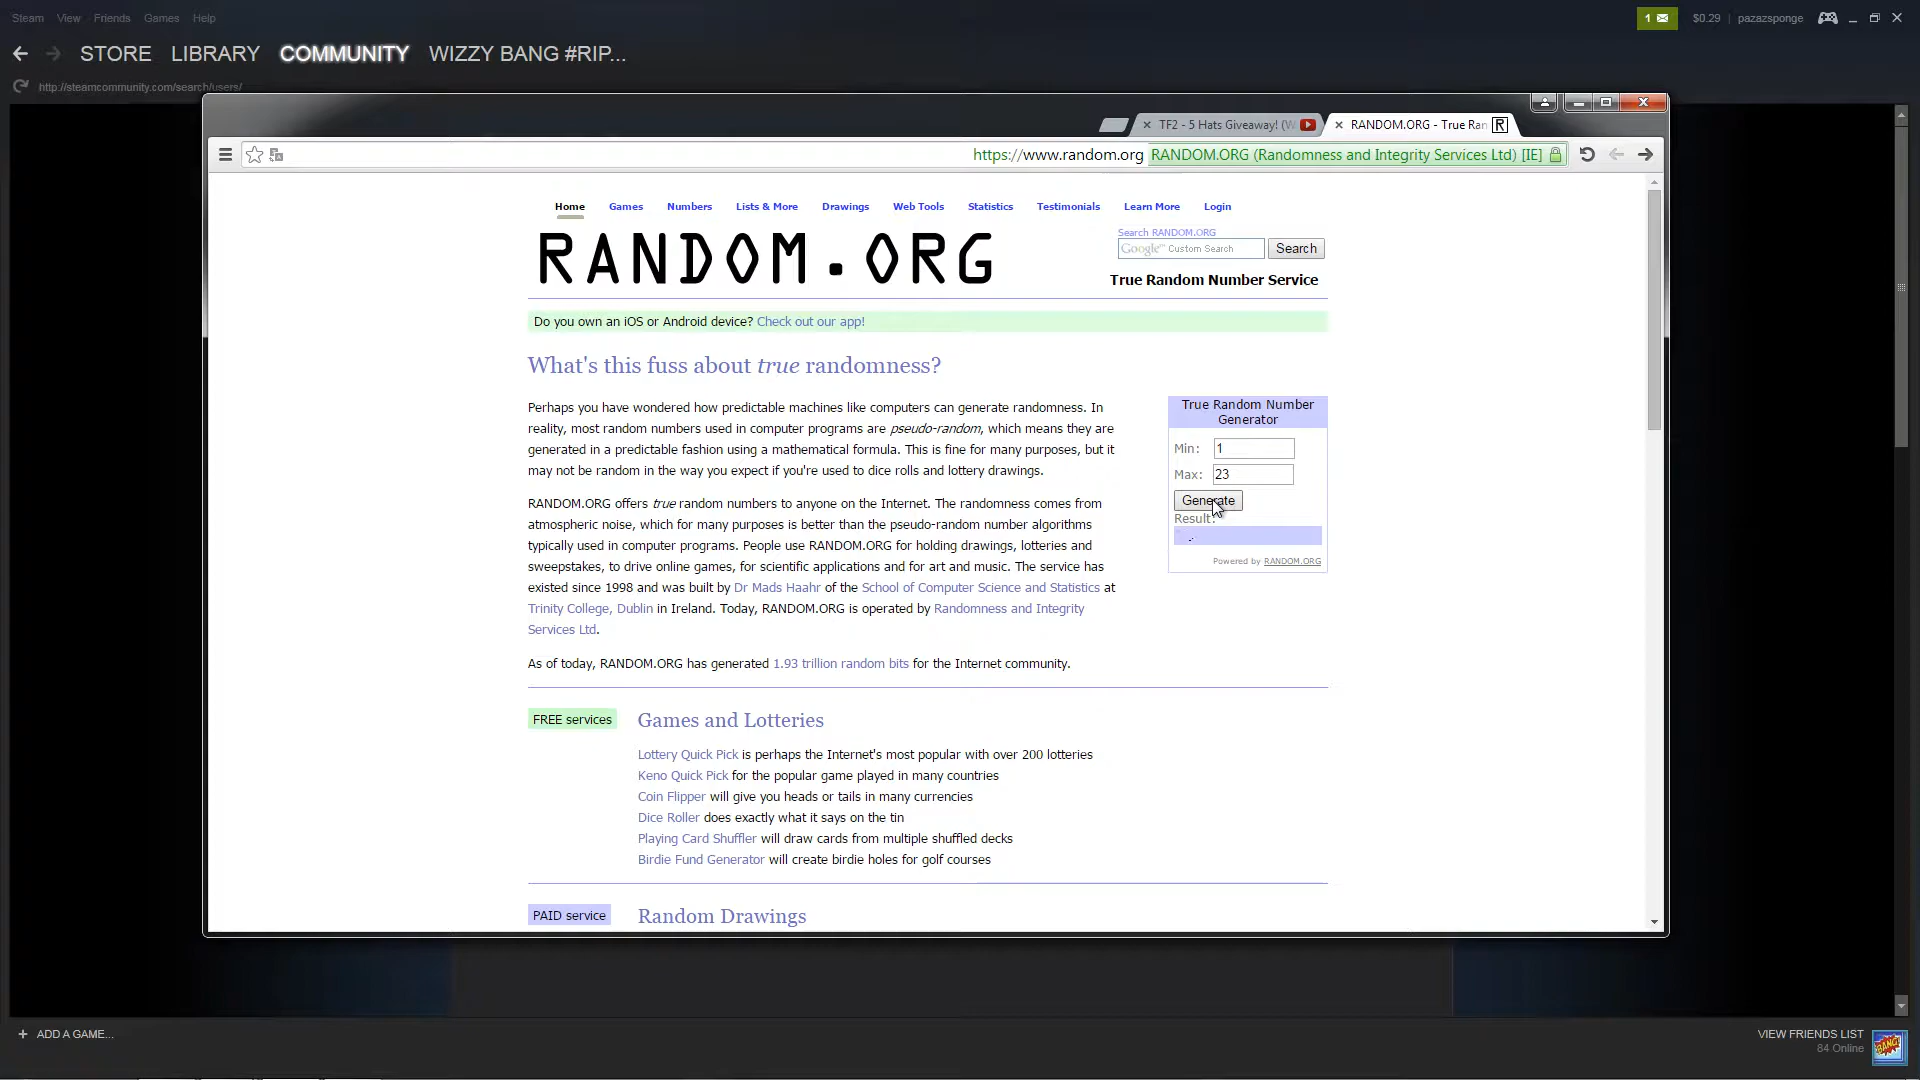 Steam View Friends Games Help
1 $0.29 | pazazsponge
STORE LIBRARY COMMUNITY WIZZY BANG #RIP...
http://steamcommunity.com/search/users/
TF2 - 5 Hats Giveaway! (W
RANDOM.ORG - True Ran R
https://www.random.org RANDOM.ORG (Randomness and Integrity Services Ltd) [IE]
Home Games Numbers Lists & More Drawings Web Tools Statistics Testimonials Learn More Login
RANDOM.ORG
Search RANDOM.ORG
Google™ Custom Search Search
True Random Number Service
Do you own an iOS or Android device? Check out our app!
What's this fuss about true randomness?
Perhaps you have wondered how predictable machines like computers can generate randomness. In
reality, most random numbers used in computer programs are pseudo-random, which means they are
generated in a predictable fashion using a mathematical formula. This is fine for many purposes, but it
may not be random in the way you expect if you're used to dice rolls and lottery drawings.
RANDOM.ORG offers true random numbers to anyone on the Internet. The randomness comes from
atmospheric noise, which for many purposes is better than the pseudo-random number algorithms
typically used in computer programs. People use RANDOM.ORG for holding drawings, lotteries and
sweepstakes, to drive online games, for scientific applications and for art and music. The service has
existed since 1998 and was built by Dr Mads Haahr of the School of Computer Science and Statistics at
Trinity College, Dublin in Ireland. Today, RANDOM.ORG is operated by Randomness and Integrity
Services Ltd.
As of today, RANDOM.ORG has generated 1.93 trillion random bits for the Internet community.
True Random Number
Generator
Min: 1
Max: 23
Generate
Result:
Powered by RANDOM.ORG
FREE services
Games and Lotteries
Lottery Quick Pick is perhaps the Internet's most popular with over 200 lotteries
Keno Quick Pick for the popular game played in many countries
Coin Flipper will give you heads or tails in many currencies
Dice Roller does exactly what it says on the tin
Playing Card Shuffler will draw cards from multiple shuffled decks
Birdie Fund Generator will create birdie holes for golf courses
PAID service
Random Drawings
+ ADD A GAME...
VIEW FRIENDS LIST
84 Online
BANG!